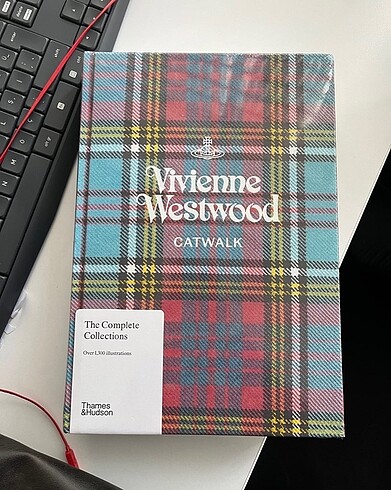 Vivienne
Westwood
CATWALK
The Complete
Collections
Over 1,300 illustrations
Thames
&Hudson